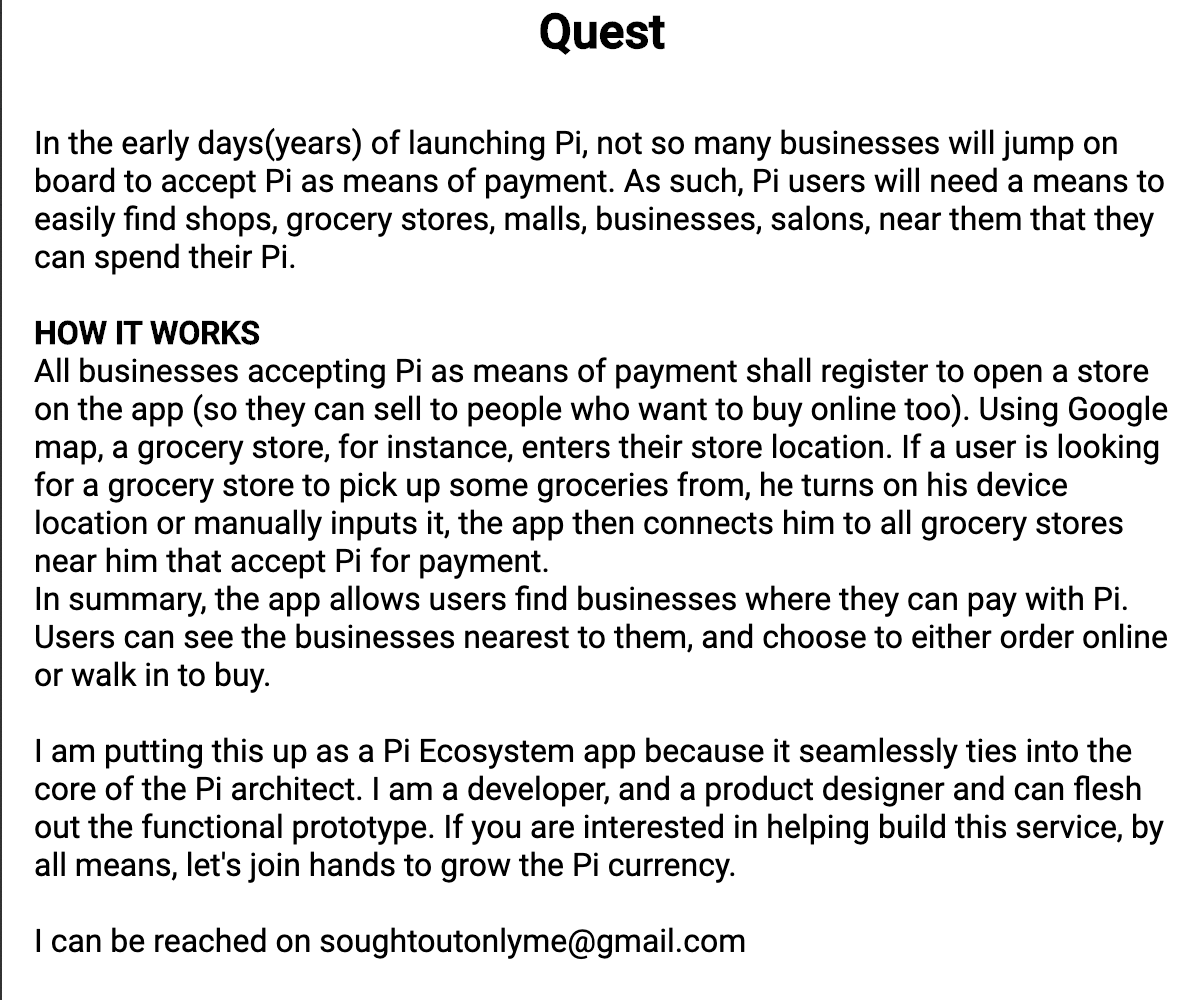 Quest
In the early days(years) of launching Pi, not so many businesses will jump on
board to accept Pi as means of payment. As such, Pi users will need a means to
easily find shops, grocery stores, malls, businesses, salons, near them that they
can spend their Pi.
HOW IT WORKS
All businesses accepting Pi as means of payment shall register to open a store
on the app (so they can sell to people who want to buy online too). Using Google
map, a grocery store, for instance, enters their store location. If a user is looking
for a grocery store to pick up some groceries from, he turns on his device
location or manually inputs it, the app then connects him to all grocery stores
near him that accept Pi for payment.
In summary, the app allows users find businesses where they can pay with Pi.
Users can see the businesses nearest to them, and choose to either order online
or walk in to buy.
I am putting this up as a Pi Ecosystem app because it seamlessly ties into the
core of the Pi architect. I am a developer, and a product designer and can flesh
out the functional prototype. If you are interested in helping build this service, by
all means, let's join hands to grow the Pi currency.
I can be reached on soughtoutonlyme@gmail.com